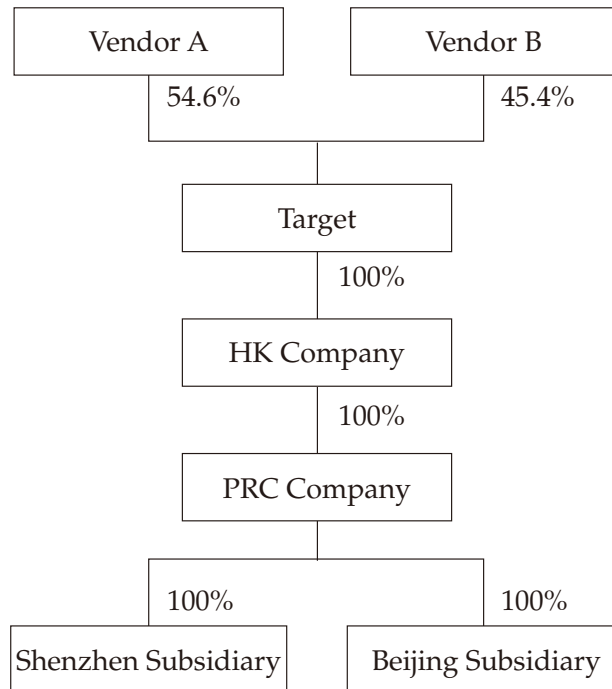 Vendor A
Vendor B
54.6%
45.4%
Target
100%
HK Company
100%
PRC Company
100%
100%
Shenzhen Subsidiary
Beijing Subsidiary